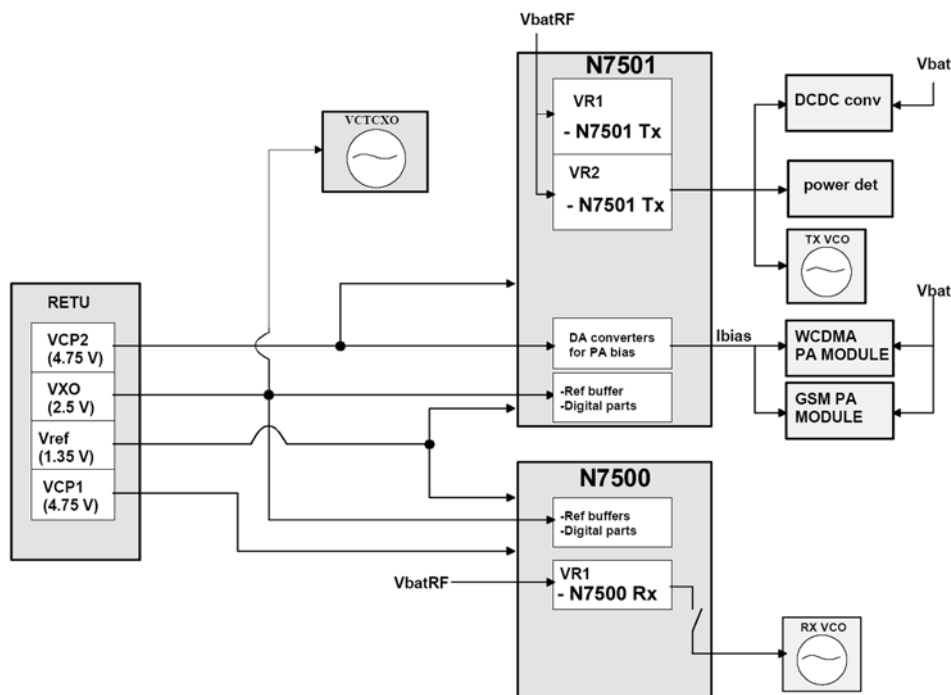 VbatRF
N7501
VR1
- N7501 Tx
VR2
- N7501 Tx
VCTCXO
DCDC conv
Vbat
power det
TX VCO
RETU
VCP2
(4.75 V)
VXO
(2.5 V)
Vref
(1.35 V)
VCP1
(4.75 V)
DA converters
for PA bias
-Ref buffer
-Digital parts
Ibias
Vbat
WCDMA
PA MODULE
GSM PA
MODULE
N7500
-Ref buffers
-Digital parts
VbatRF
VR1
- N7500 Rx
RX VCO